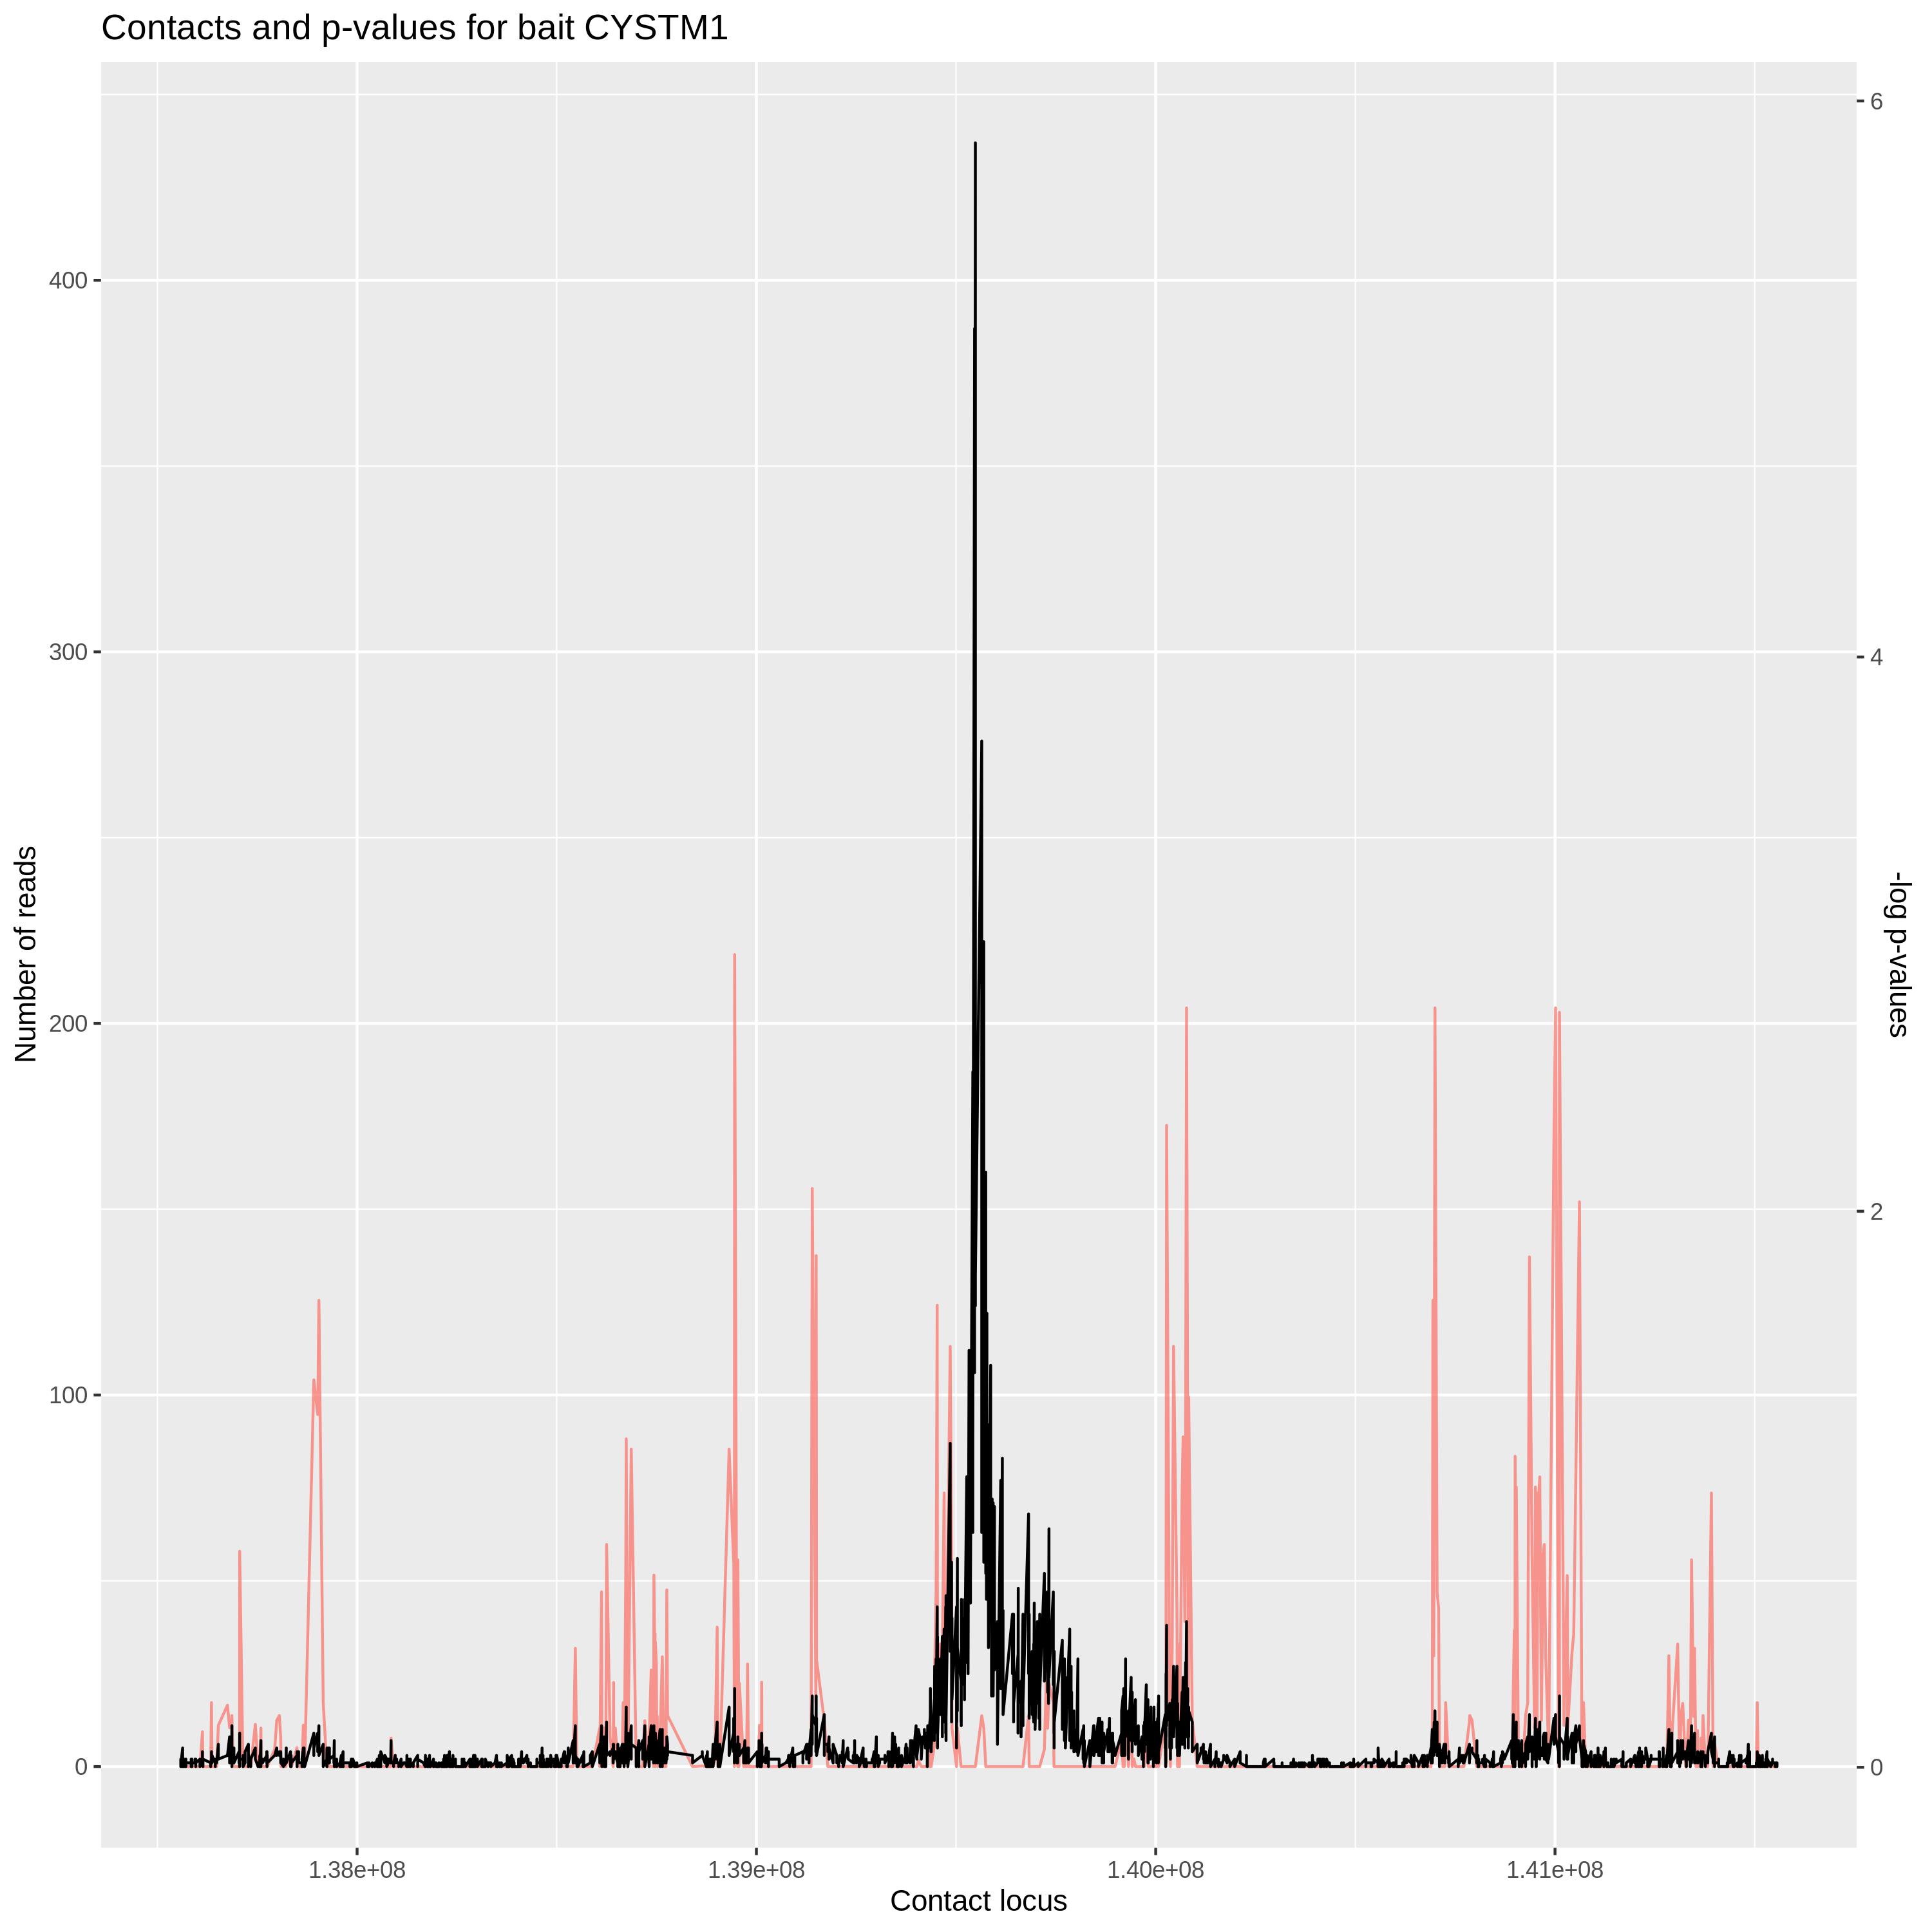 Contacts and p-values for bait CYSTM1
6
400
300
4
Number of reads
-log p-values
200
2
100
0
0
1.38e+08
1.39e+08
1.40e+08
1.41e+08
Contact locus